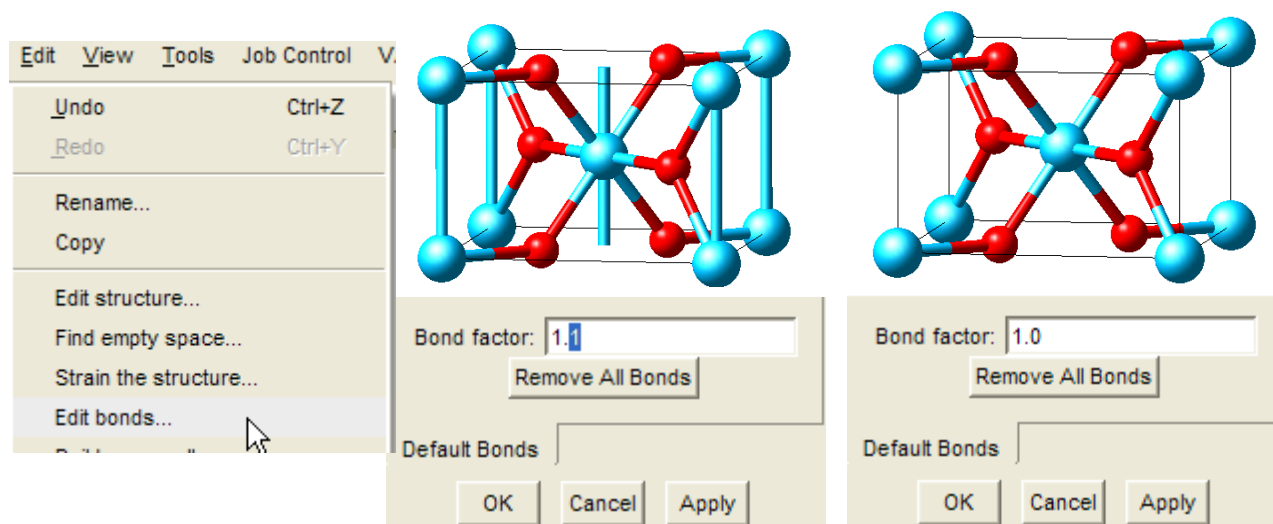 Edit View Tools Job Control
Undo Ctrl+Z
Redo Ctrl+Y
Rename...
Copy
Edit structure...
Find empty space...
Strain the structure...
Edit bonds...
Bond factor: 1.1
Remove All Bonds
Default Bonds
OK Cancel Apply
Bond factor: 1.0
Remove All Bonds
Default Bonds
OK Cancel Apply